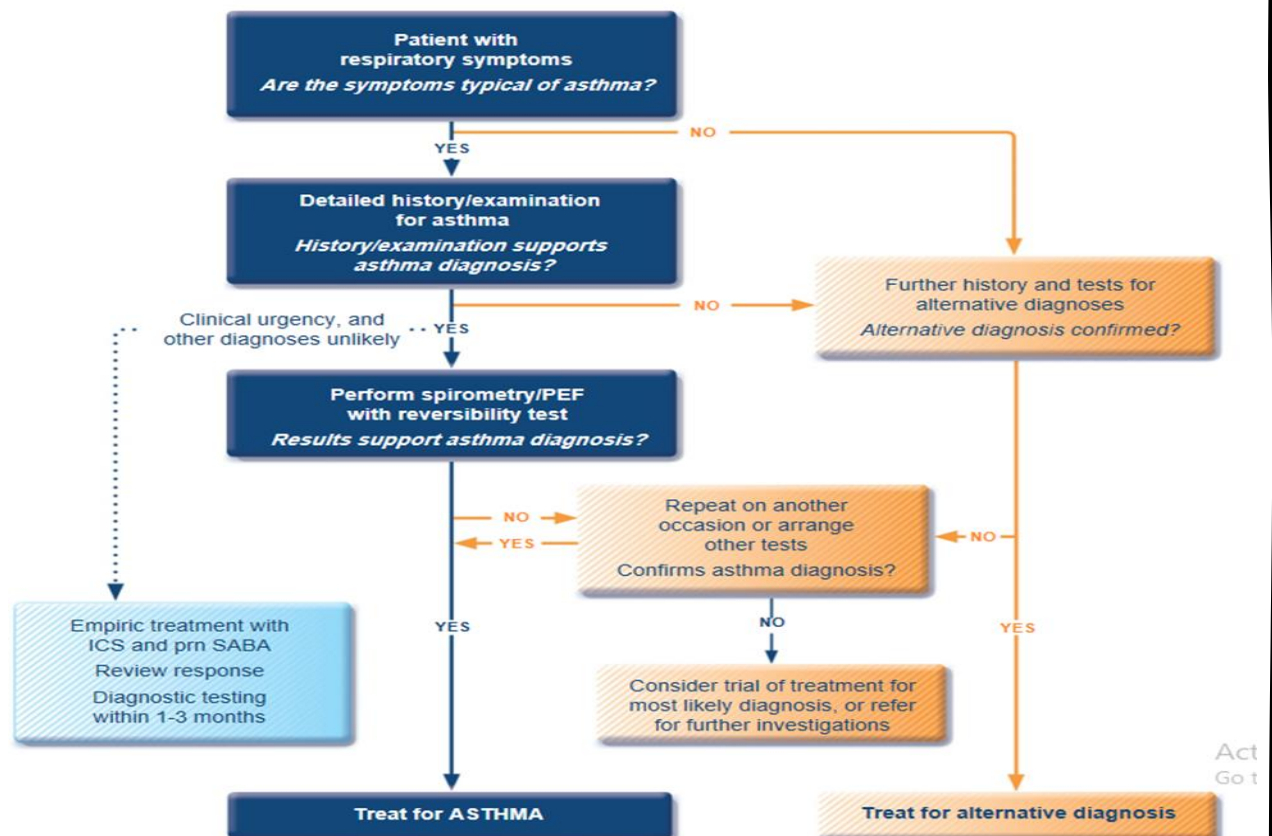 Patient with
respiratory symptoms
Are the symptoms typical of asthma?
NO
YES
Detailed history/examination
for asthma
History/examination supports
asthma diagnosis?
Further history and tests for
alternative diagnoses
Alternative diagnosis confirmed?
NO
Clinical urgency, and
other diagnoses unlikely
YES
Perform spirometry/PEF
with reversibility test
Results support asthma diagnosis?
Repeat on another
occasion or arrange
other tests
Confirms asthma diagnosis?
NO
YES
NO
Empiric treatment with
ICS and prn SABA
Review response
Diagnostic testing
within 1-3 months
YES
NO
YES
Consider trial of treatment for
most likely diagnosis, or refer
for further investigations
Act
Go t
Treat for ASTHMA
Treat for alternative diagnosis